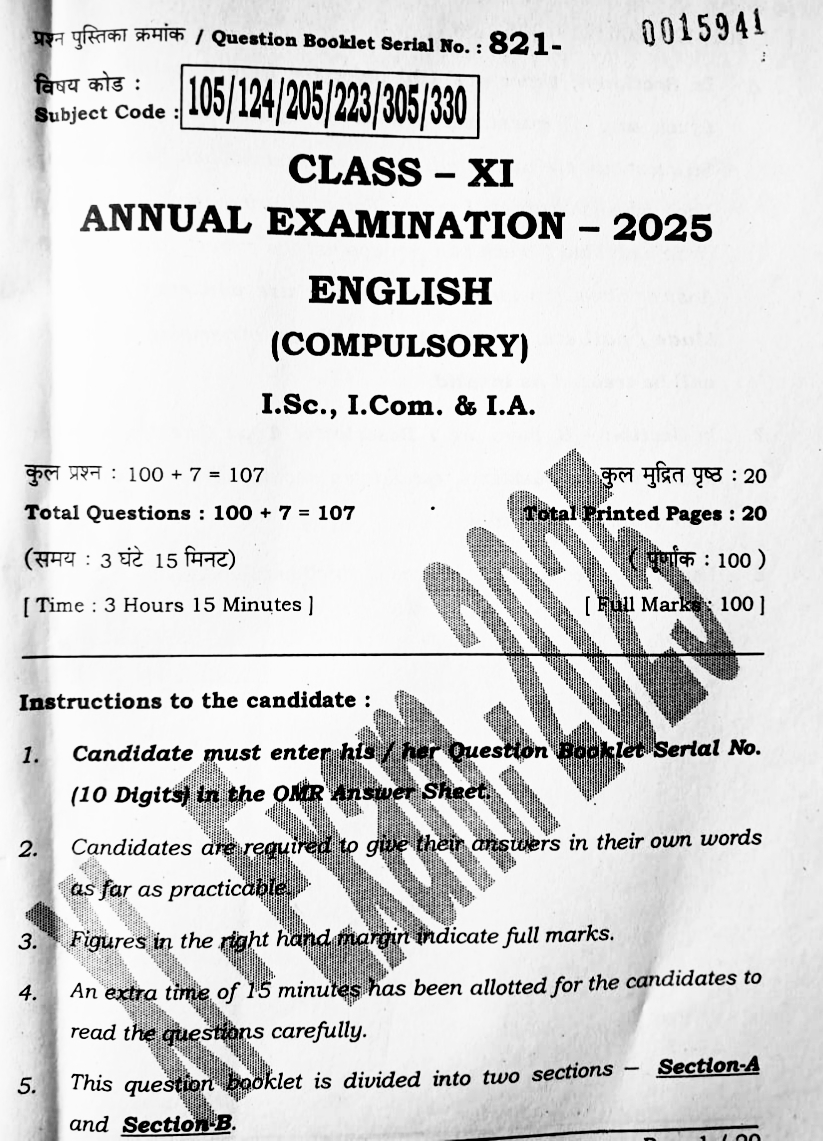 प्रश्न पुस्तिका क्रमांक / Question Booklet Serial No. : 821- 0015941
विषय कोड :
Subject Code : 105/124/205/223/305/330
CLASS – XI
ANNUAL EXAMINATION – 2025
ENGLISH
(COMPULSORY)
I.Sc., I.Com. & I.A.
कुल प्रश्न : 100 + 7 = 107 कुल मुद्रित पृष्ठ : 20
Total Questions : 100 + 7 = 107 Total Printed Pages : 20
(समय : 3 घंटे 15 मिनट) ( पूर्णांक : 100 )
[ Time : 3 Hours 15 Minutes ] [ Full Marks : 100 ]
Instructions to the candidate :
1. Candidate must enter his / her Question Booklet Serial No.
(10 Digits) in the OMR Answer Sheet.
2. Candidates are required to give their answers in their own words
as far as practicable.
3. Figures in the right hand margin indicate full marks.
4. An extra time of 15 minutes has been allotted for the candidates to
read the questions carefully.
5. This question booklet is divided into two sections – Section-A
and Section-B.
XI, Exam. 2025